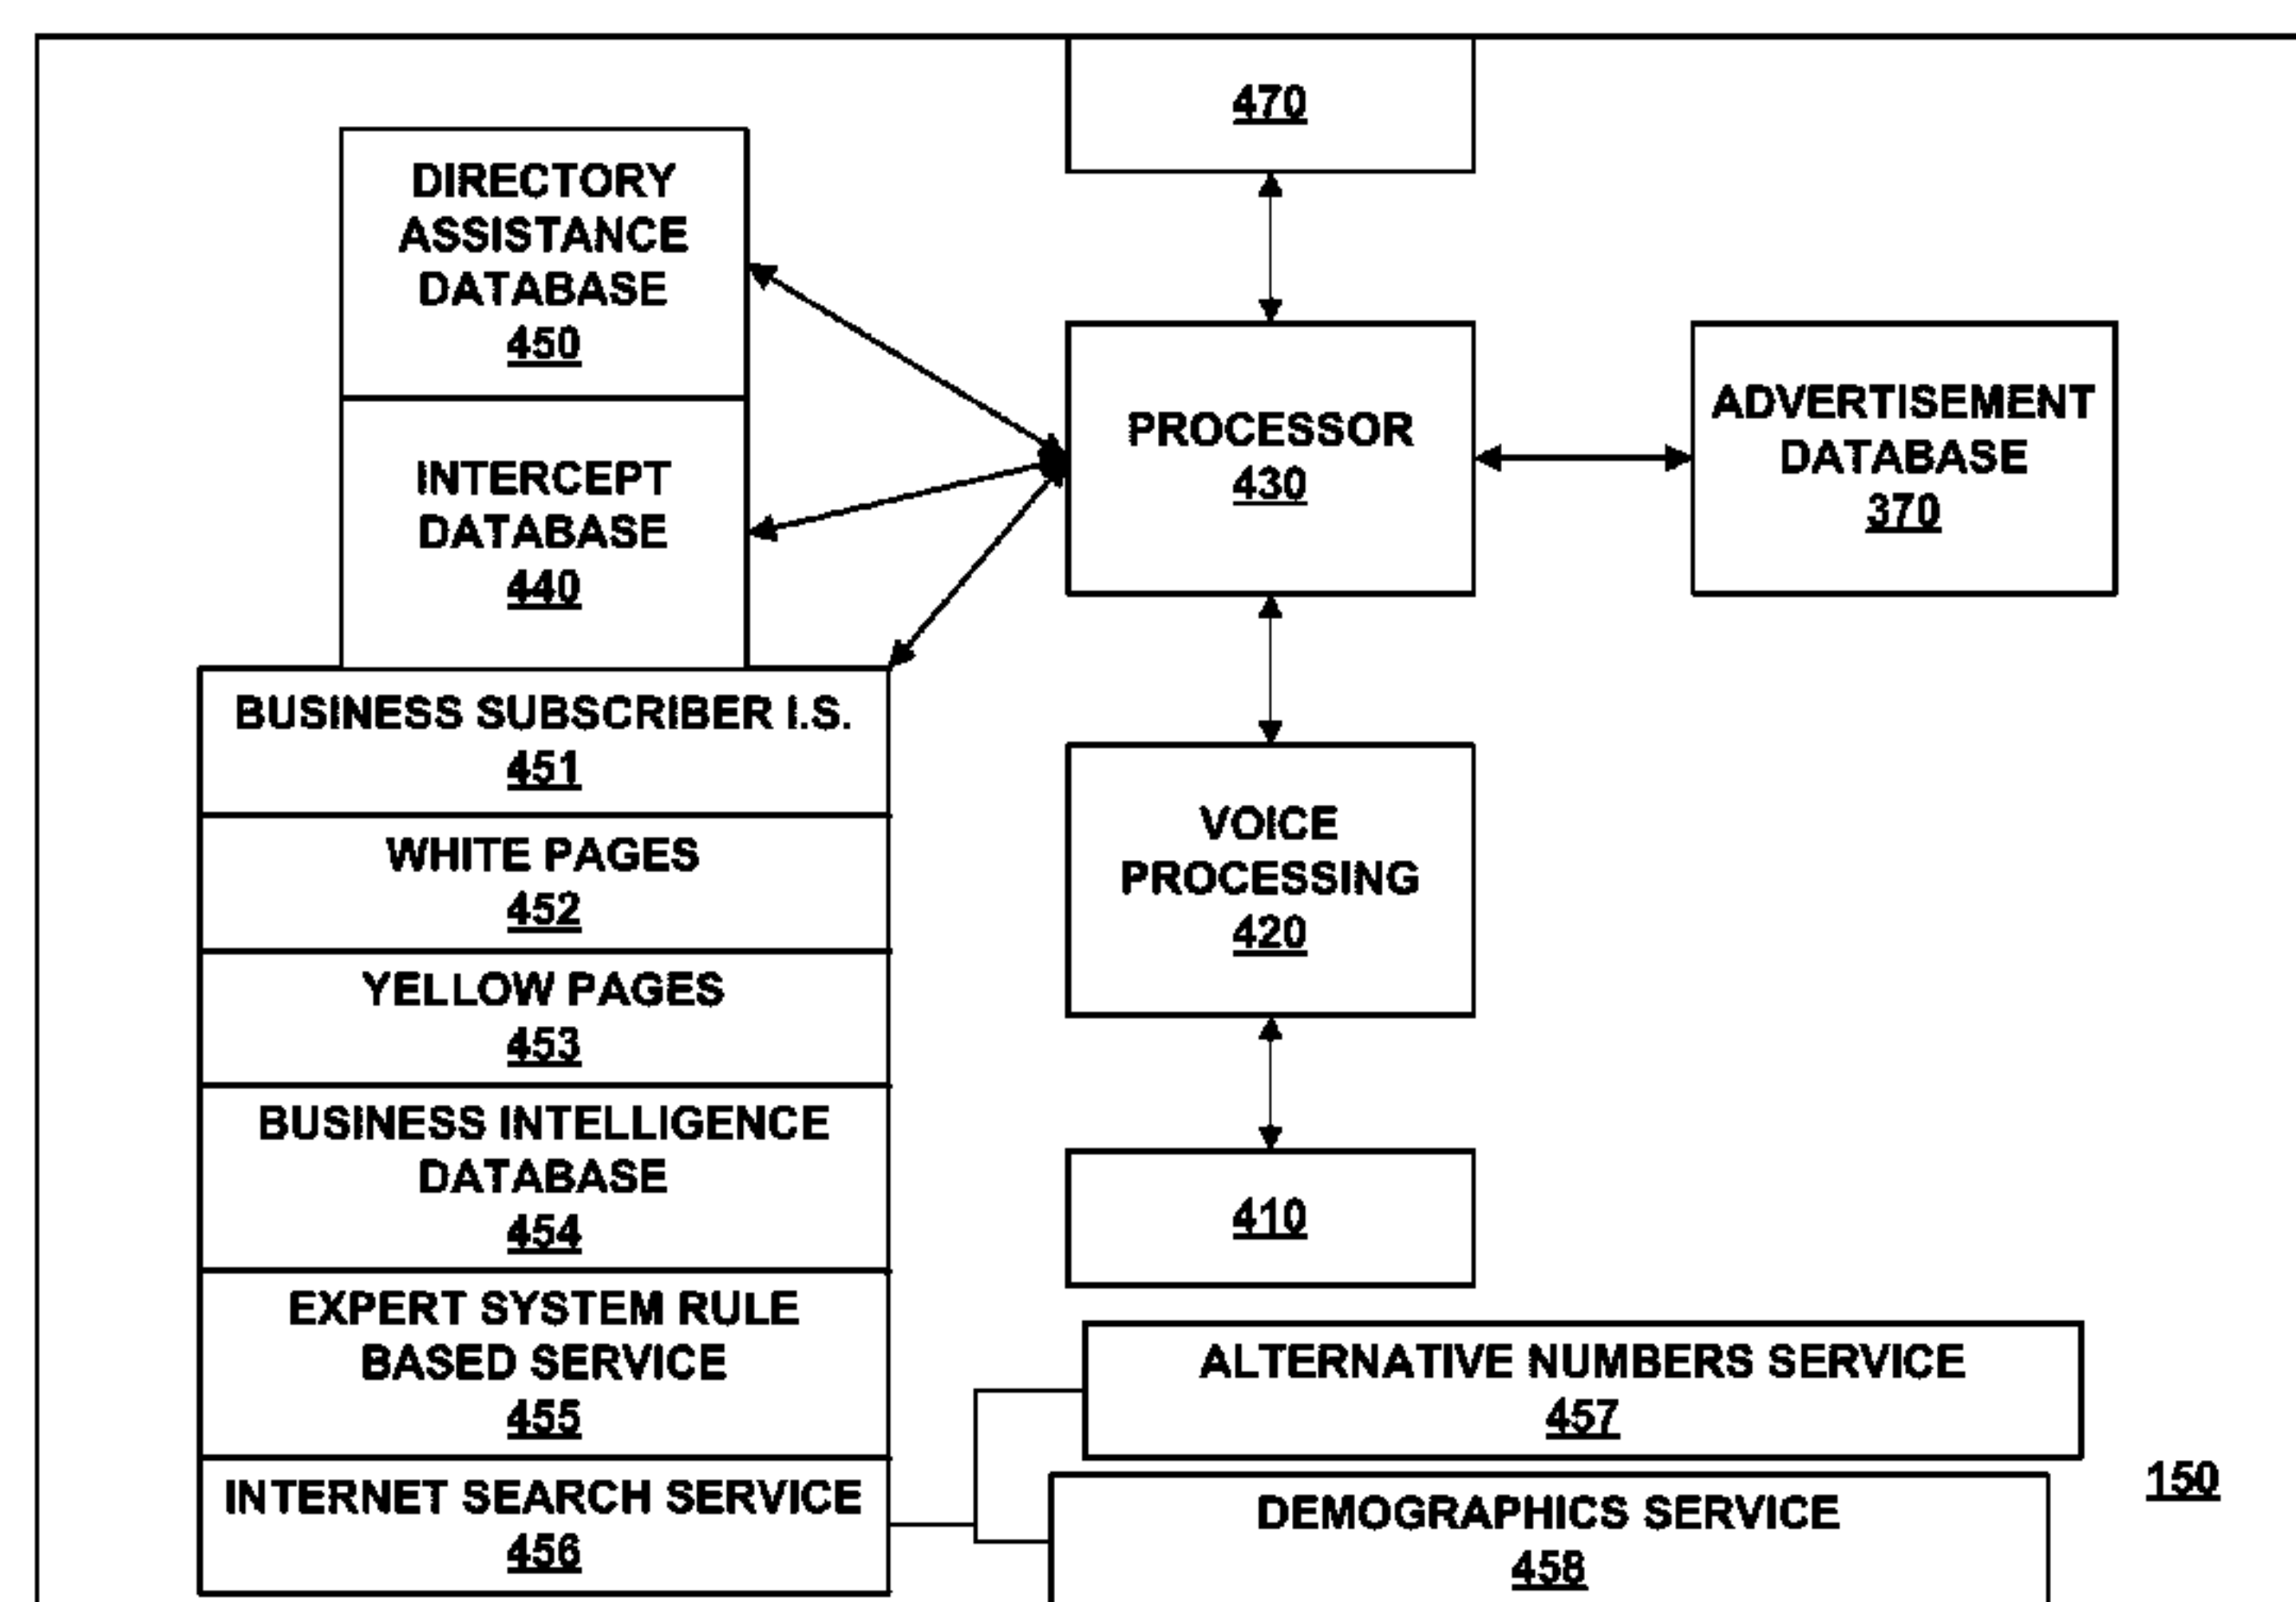 470
DIRECTORY
ASSISTANCE
DATABASE
450
INTERCEPT
DATABASE
440
PROCESSOR
430
ADVERTISEMENT
DATABASE
370
BUSINESS SUBSCRIBER I.S.
451
WHITE PAGES
452
YELLOW PAGES
453
BUSINESS INTELLIGENCE
DATABASE
454
EXPERT SYSTEM RULE
BASED SERVICE
455
INTERNET SEARCH SERVICE
456
VOICE
PROCESSING
420
410
ALTERNATIVE NUMBERS SERVICE
457
DEMOGRAPHICS SERVICE
458
150